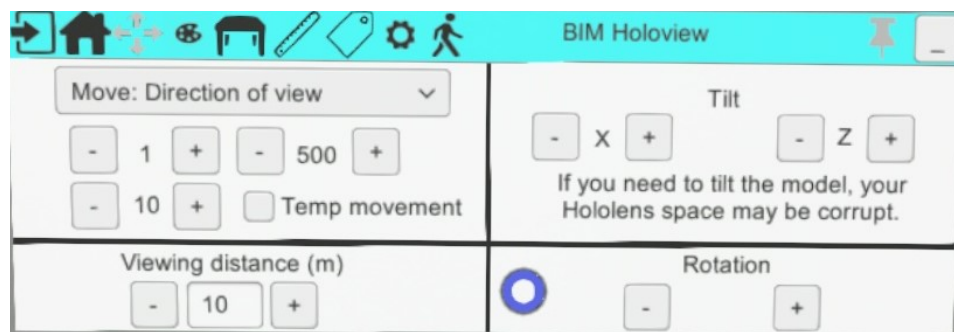 BIM Holoview
_
Move: Direction of view
- 1 + - 500 +
- 10 + Temp movement
Tilt
- X + - Z +
If you need to tilt the model, your
Hololens space may be corrupt.
Viewing distance (m)
- 10 +
Rotation
- +